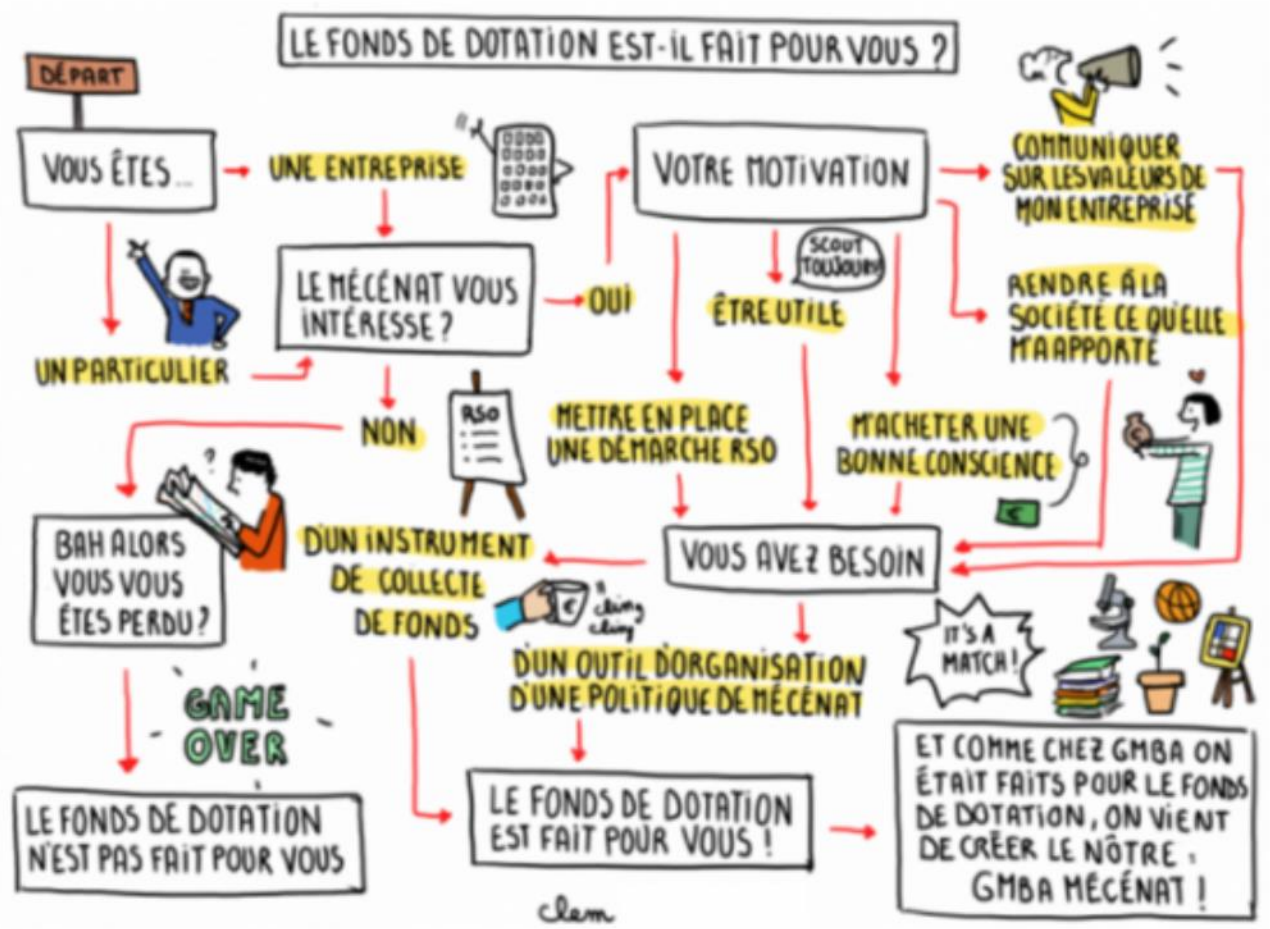 LE FONDS DE DOTATION EST-IL FAIT POUR VOUS ?
DÉPART
VOUS ÊTES...
UNE ENTREPRISE
UN PARTICULIER
LE MÉCÉNAT VOUS
INTÉRESSE ?
OUI
NON
VOTRE MOTIVATION
COMMUNIQUER
SUR LES VALEURS DE
MON ENTREPRISE
RENDRE À LA
SOCIÉTÉ CE QU'ELLE
M'A APPORTÉ
SCOUT
TOUJOURS
ÊTRE UTILE
METTRE EN PLACE
UNE DÉMARCHE RSO
M'ACHETER UNE
BONNE CONSCIENCE
€
RSO
?
BAH ALORS
VOUS VOUS
ÊTES PERDU ?
GAME
OVER
LE FONDS DE DOTATION
N'EST PAS FAIT POUR VOUS
VOUS AVEZ BESOIN
D'UN INSTRUMENT
DE COLLECTE
DE FONDS
€
cling
cling
D'UN OUTIL D'ORGANISATION
D'UNE POLITIQUE DE MÉCÉNAT
LE FONDS DE DOTATION
EST FAIT POUR VOUS !
IT'S A
MATCH !
ET COMME CHEZ GMBA ON
ÉTAIT FAITS POUR LE FONDS
DE DOTATION, ON VIENT
DE CRÉER LE NÔTRE :
GMBA MÉCÉNAT !
clem